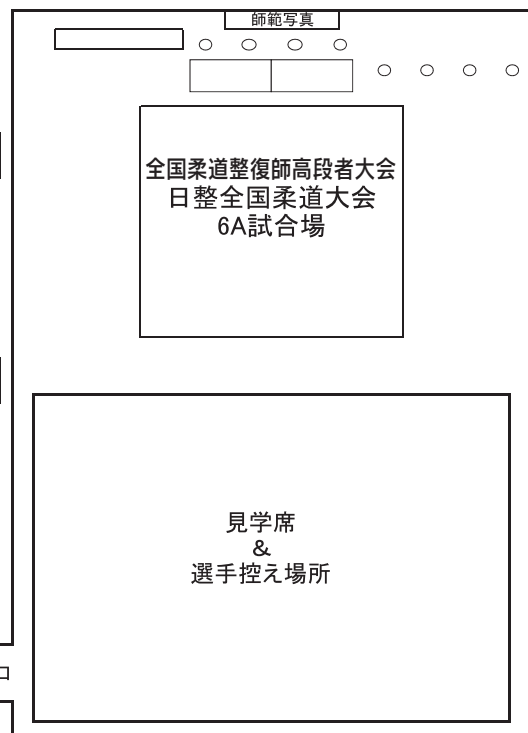 師範写真
全国柔道整復師高段者大会
日整全国柔道大会
6A試合場
見学席
&
選手控え場所
口